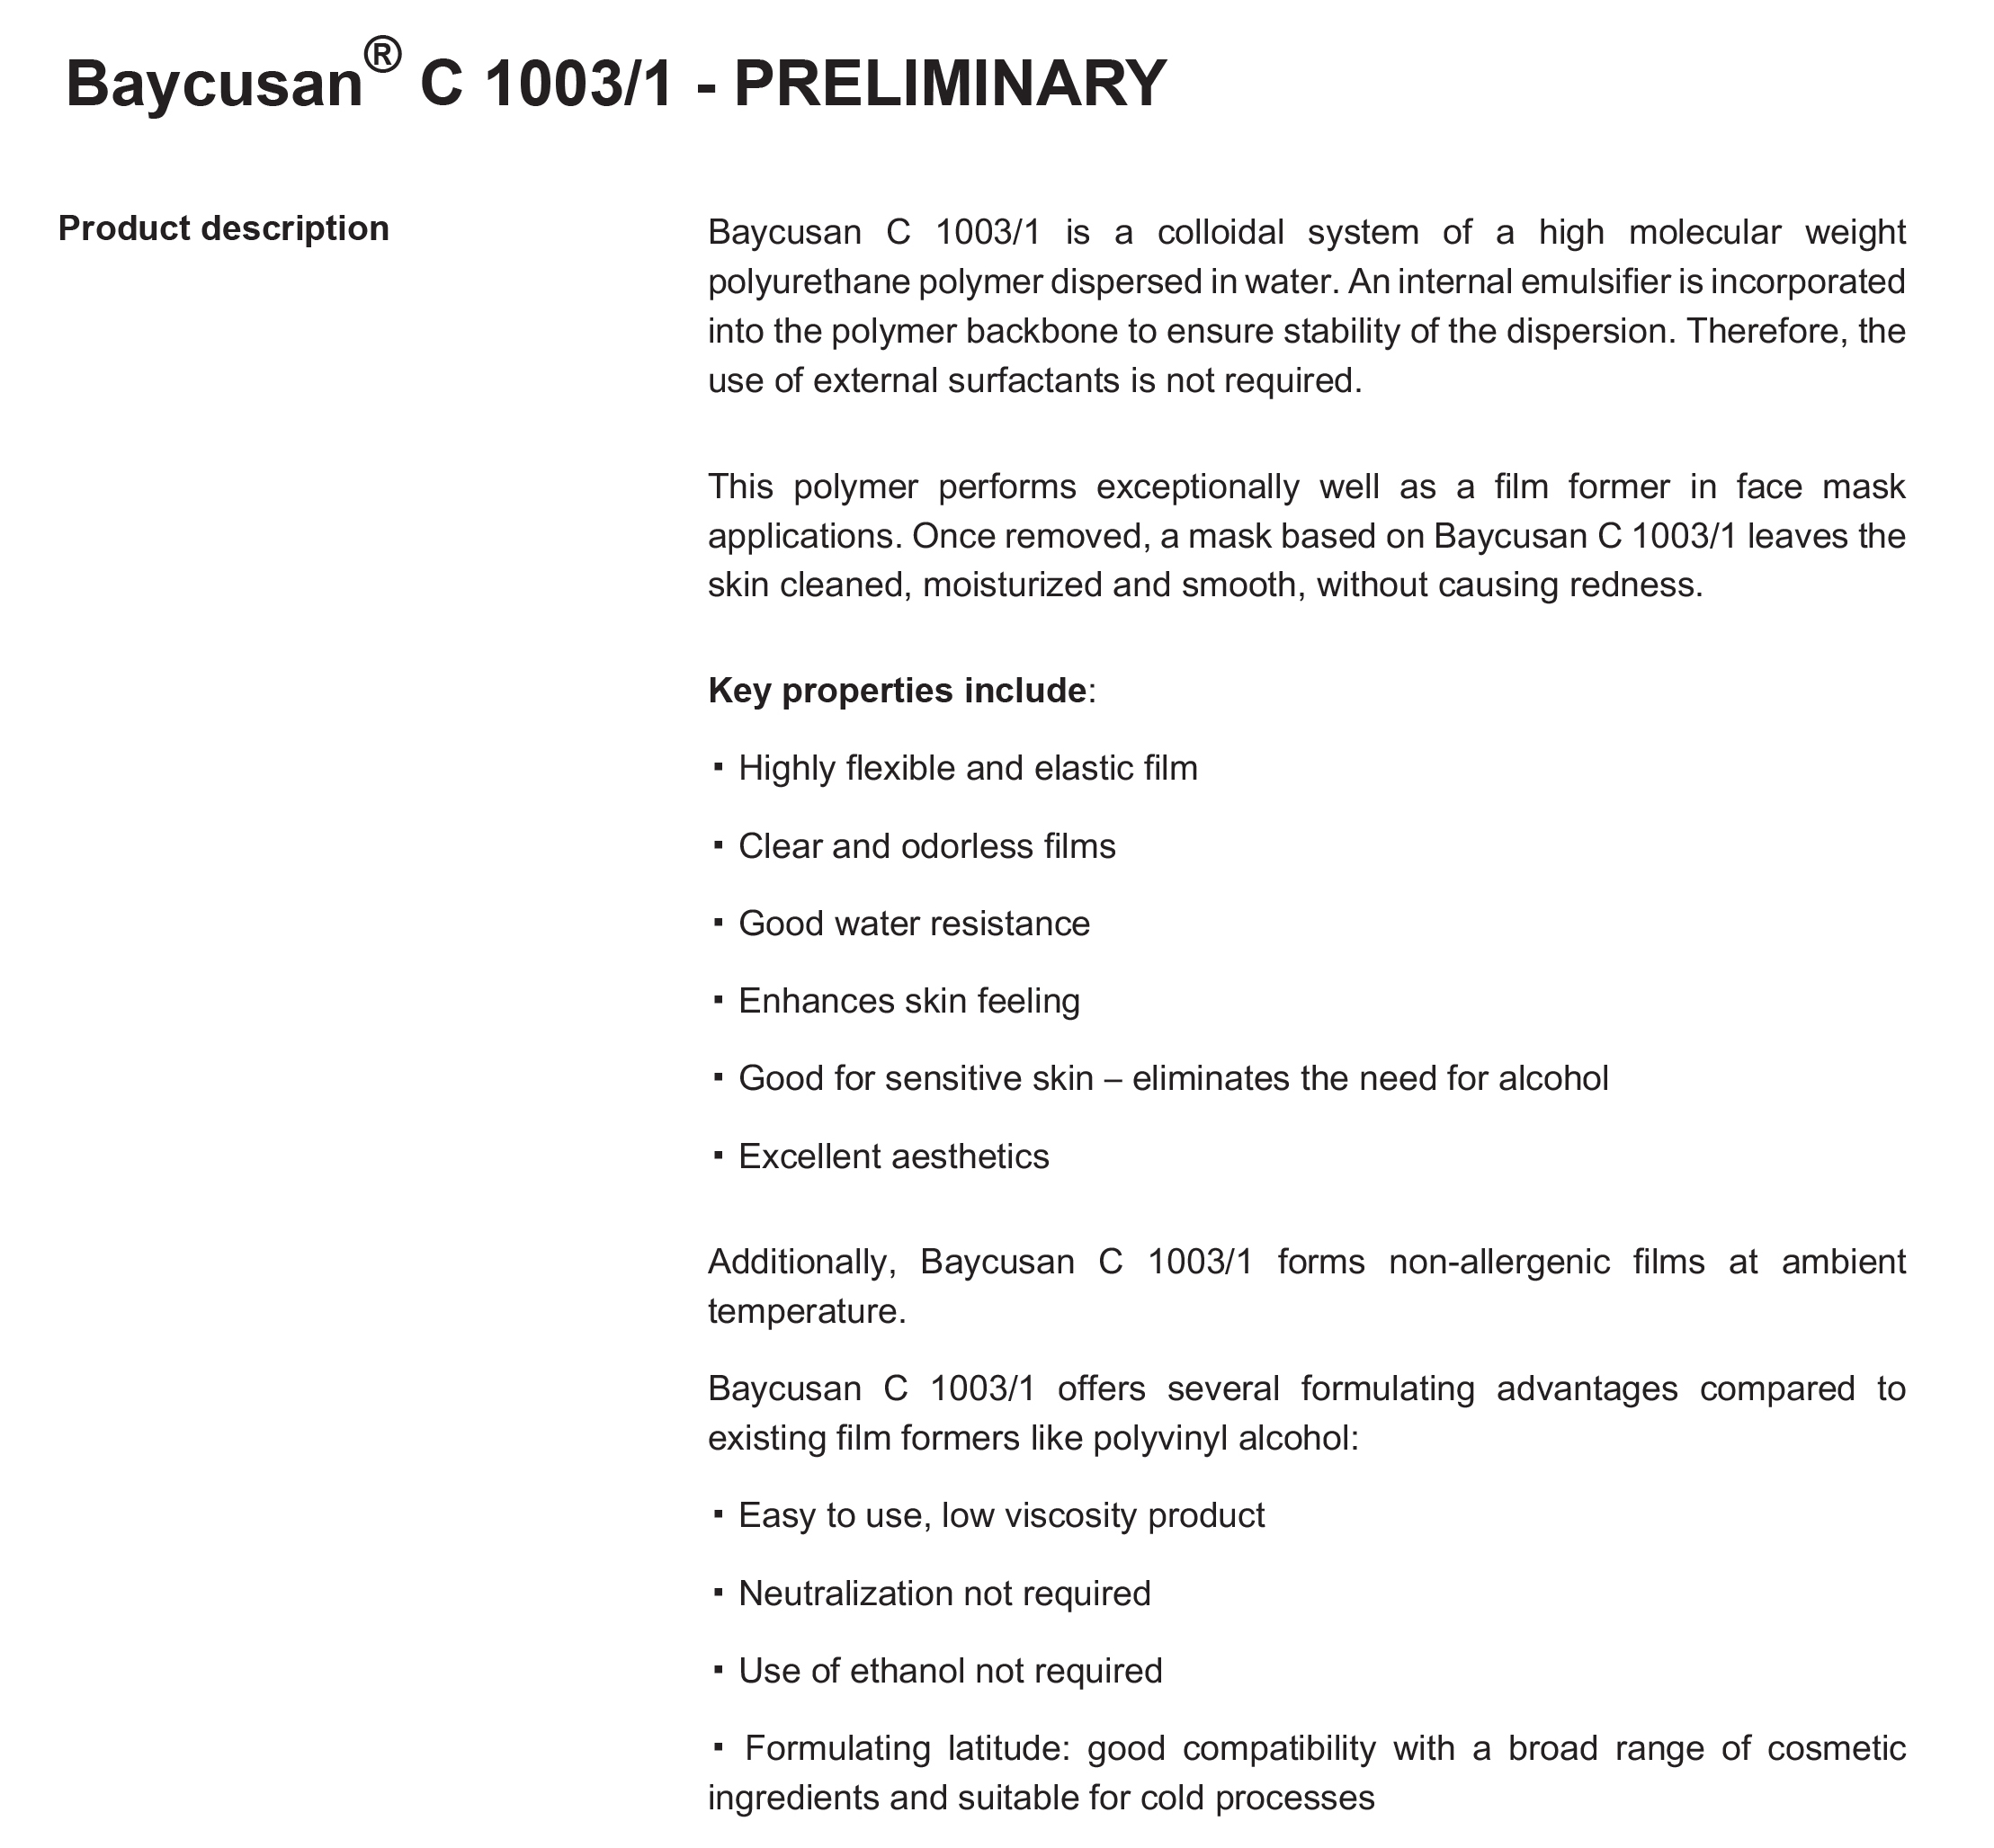 Baycusan® C 1003/1 - PRELIMINARY
Product description
Baycusan C 1003/1 is a colloidal system of a high molecular weight
polyurethane polymer dispersed in water. An internal emulsifier is incorporated
into the polymer backbone to ensure stability of the dispersion. Therefore, the
use of external surfactants is not required.
This polymer performs exceptionally well as a film former in face mask
applications. Once removed, a mask based on Baycusan C 1003/1 leaves the
skin cleaned, moisturized and smooth, without causing redness.
Key properties include:
▪ Highly flexible and elastic film
▪ Clear and odorless films
▪ Good water resistance
▪ Enhances skin feeling
▪ Good for sensitive skin – eliminates the need for alcohol
▪ Excellent aesthetics
Additionally, Baycusan C 1003/1 forms non-allergenic films at ambient
temperature.
Baycusan C 1003/1 offers several formulating advantages compared to
existing film formers like polyvinyl alcohol:
▪ Easy to use, low viscosity product
▪ Neutralization not required
▪ Use of ethanol not required
▪ Formulating latitude: good compatibility with a broad range of cosmetic
ingredients and suitable for cold processes